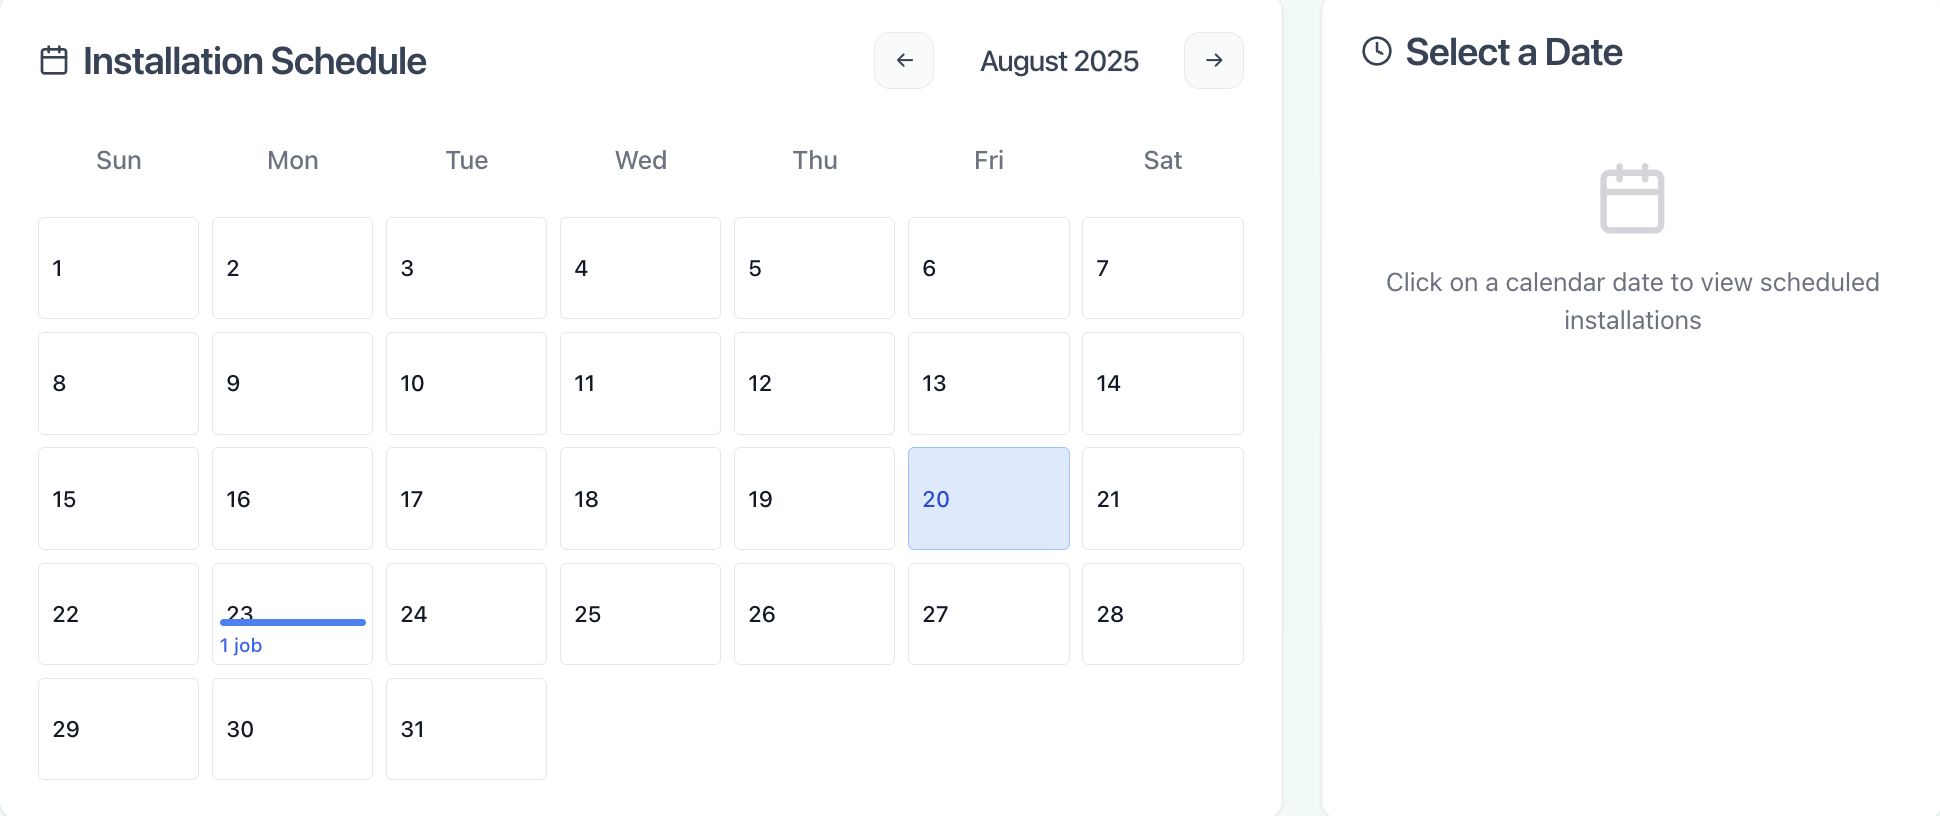 Installation Schedule
August 2025
Select a Date
Sun Mon Tue Wed Thu Fri Sat
1 2 3 4 5 6 7
8 9 10 11 12 13 14
15 16 17 18 19 20 21
22 23 24 25 26 27 28
1 job
29 30 31
Click on a calendar date to view scheduled
installations